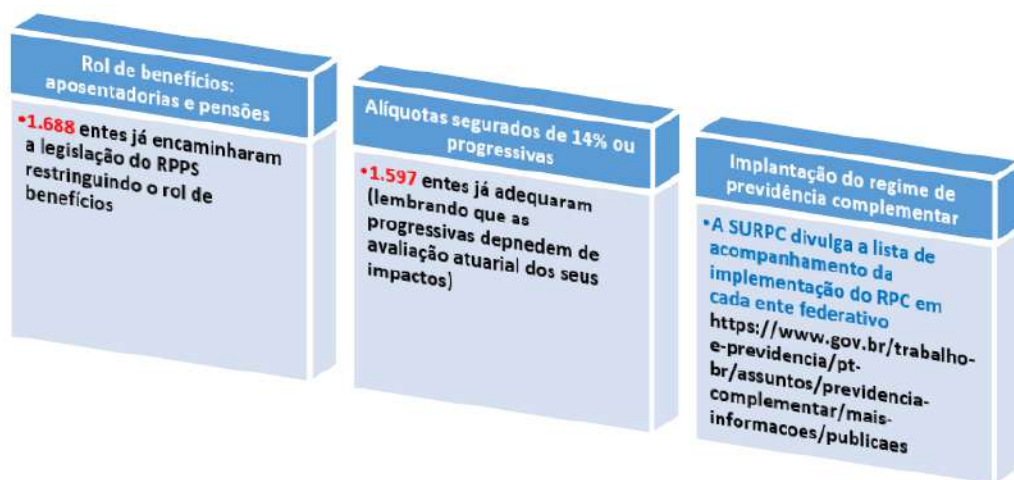 Rol de benefícios:
aposentadorias e pensões
•1.688 entes já encaminharam
a legislação do RPPS
restringuindo o rol de
benefícios
Alíquotas segurados de 14% ou
progressivas
•1.597 entes já adequaram
(lembrando que as
progressivas depnedem de
avaliação atuarial dos seus
impactos)
Implantação do regime de
previdência complementar
•A SURPC divulga a lista de
acompanhamento da
implementação do RPC em
cada ente federativo
https://www.gov.br/trabalho-
e-previdencia/pt-
br/assuntos/previdencia-
complementar/mais-
informacoes/publicaes